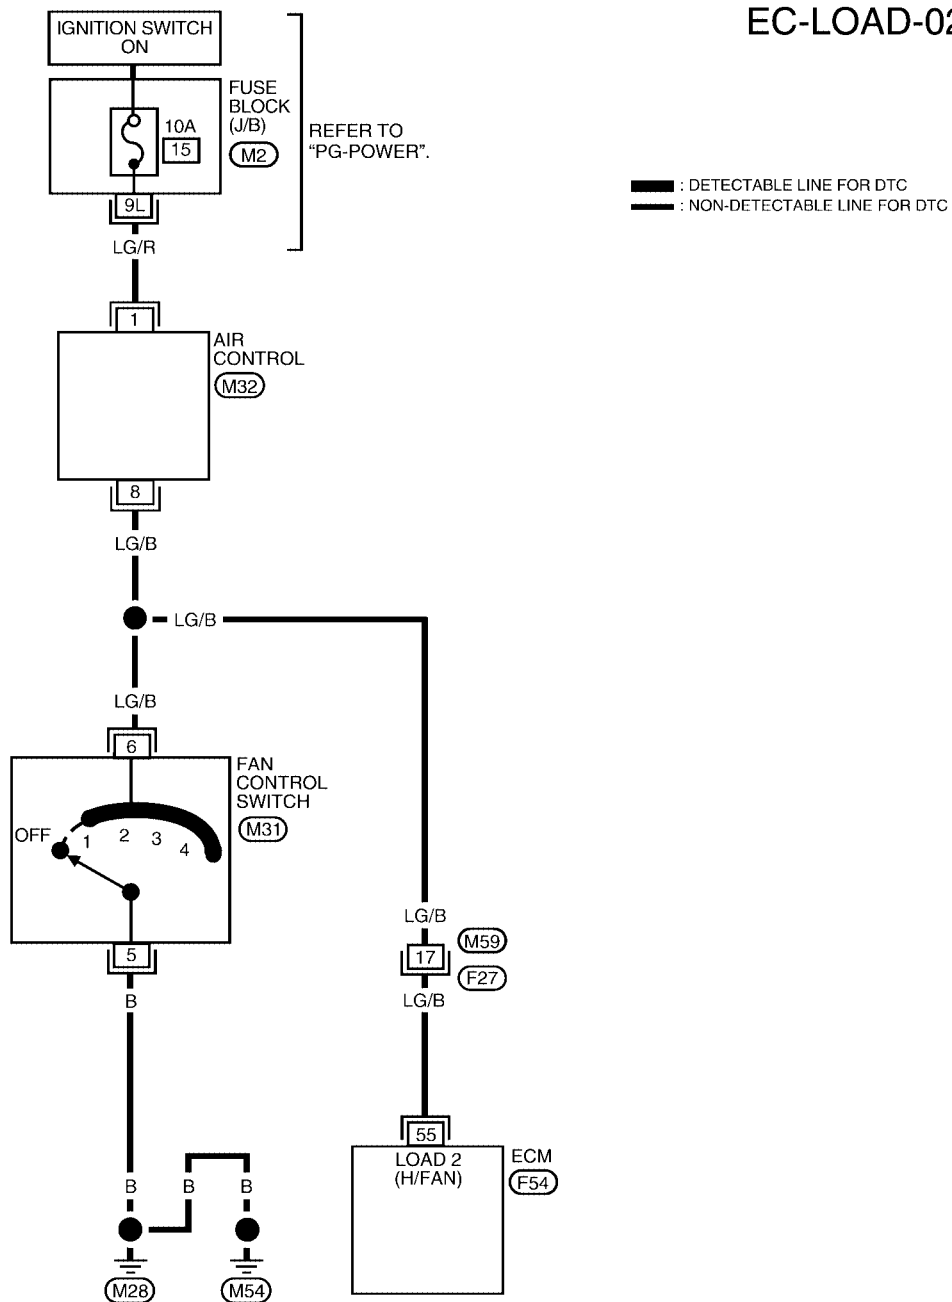 EC-LOAD-02
IGNITION SWITCH
ON
FUSE
BLOCK
(J/B)
M2
10A
15
REFER TO
“PG-POWER”.
: DETECTABLE LINE FOR DTC
: NON-DETECTABLE LINE FOR DTC
9L
LG/R
1
AIR
CONTROL
M32
8
LG/B
LG/B
LG/B
6
FAN
CONTROL
SWITCH
M31
OFF
1
2
3
4
5
B
LG/B
17
M59
F27
LG/B
55
LOAD 2
(H/FAN)
ECM
F54
B
B
B
M28
M54